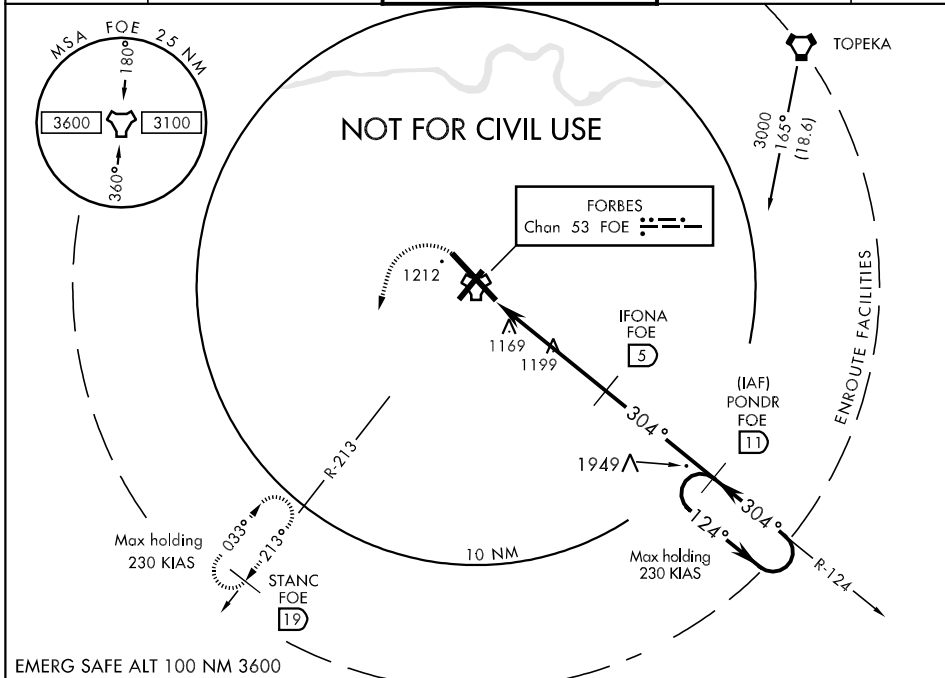 MSA FOE 25 NM
180°
3600
3100
360°
TOPEKA
3000
165°
(18.6)
NOT FOR CIVIL USE
FORBES
Chan 53 FOE
1212
1169
1199
IFONA
FOE
5
(IAF)
PONDR
FOE
11
ENROUTE FACILITIES
304°
1949
304°
124°
Max holding
230 KIAS
R-124
R-213
033°
213°
Max holding
230 KIAS
10 NM
STANC
FOE
19
EMERG SAFE ALT 100 NM 3600